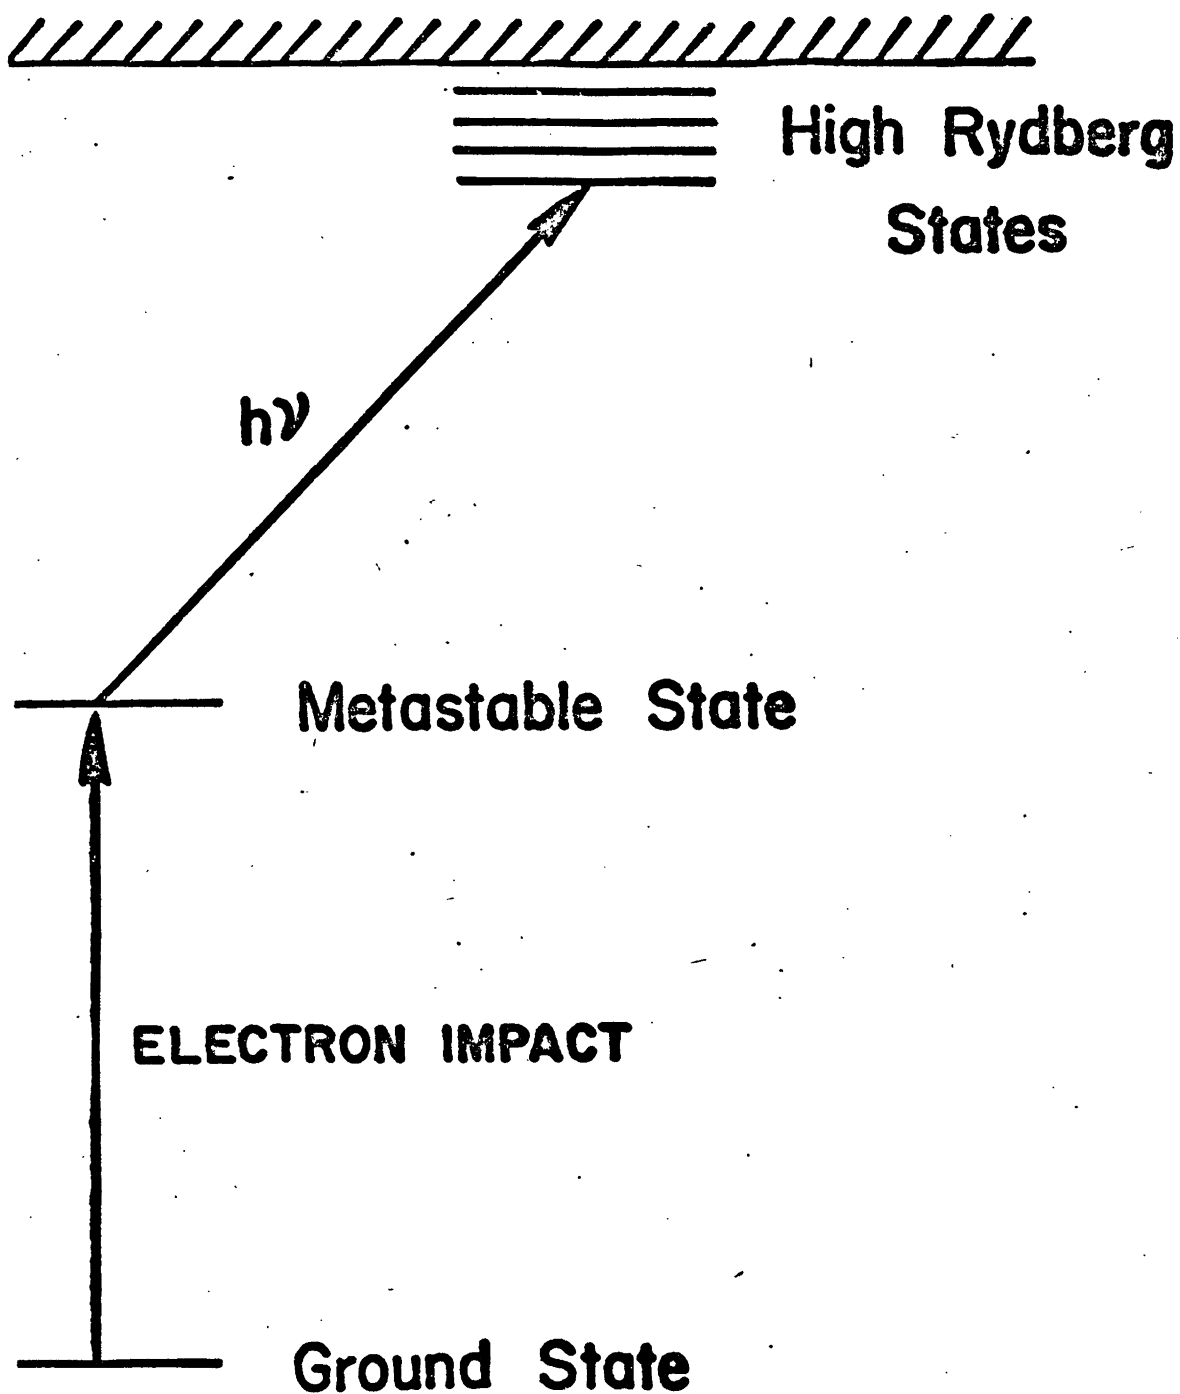 High Rydberg
States
hν
Metastable State
ELECTRON IMPACT
Ground State